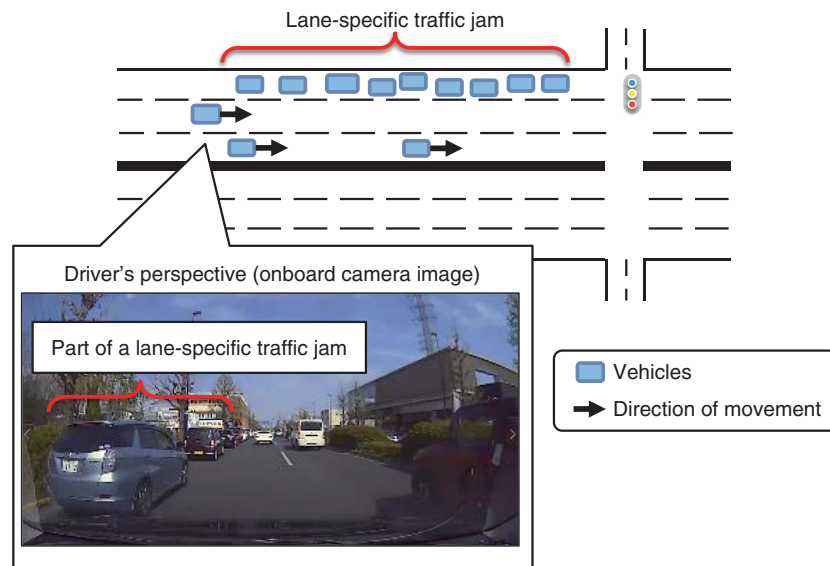 Lane-specific traffic jam
Driver's perspective (onboard camera image)
Part of a lane-specific traffic jam
Vehicles
Direction of movement